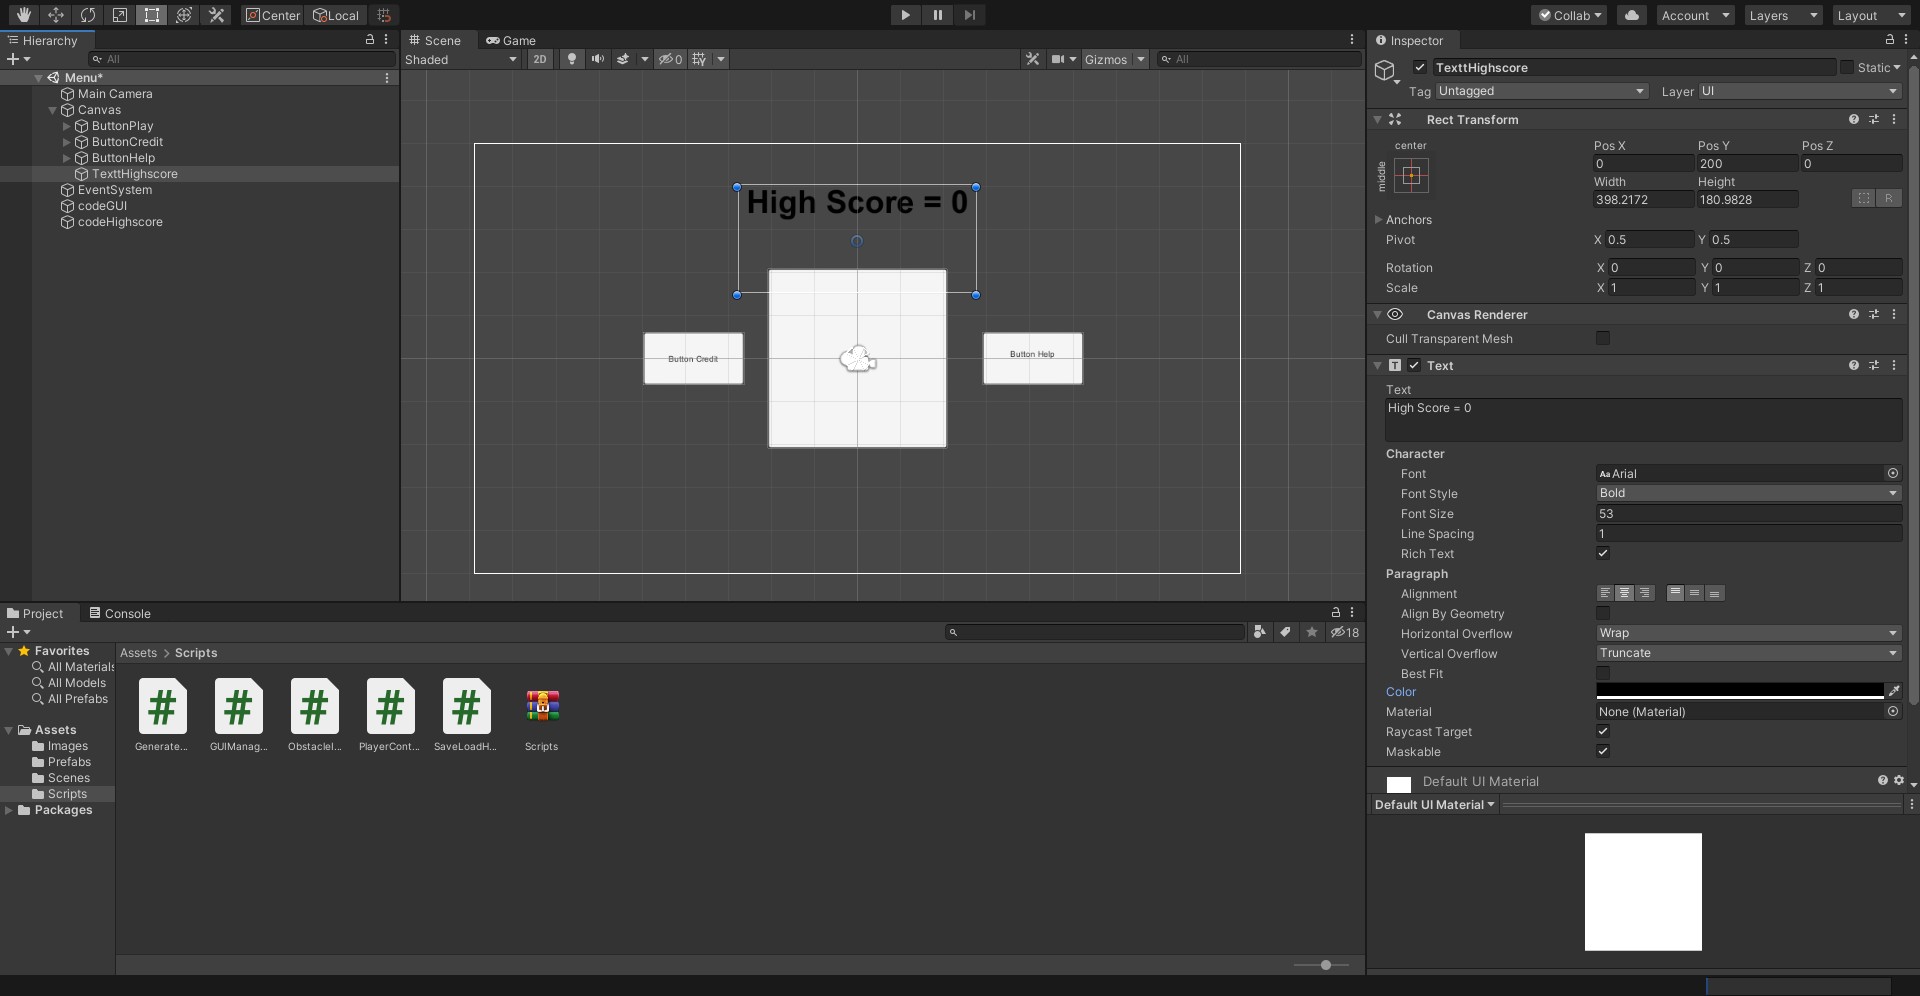 Center Local
Collab Account Layers Layout
Hierarchy
All
Menu*
Main Camera
Canvas
ButtonPlay
ButtonCredit
ButtonHelp
TexttHighscore
EventSystem
codeGUI
codeHighscore
Scene Game
Shaded 2D 0 Gizmos All
High Score = 0
Button Credit
Button Help
Inspector
TexttHighscore Static
Tag Untagged Layer UI
Rect Transform
center
middle
Pos X Pos Y Pos Z
0 200 0
Width Height
398.2172 180.9828 R
Anchors
Pivot X 0.5 Y 0.5
Rotation X 0 Y 0 Z 0
Scale X 1 Y 1 Z 1
Canvas Renderer
Cull Transparent Mesh
T Text
Text
High Score = 0
Character
Font Aa Arial
Font Style Bold
Font Size 53
Line Spacing 1
Rich Text
Paragraph
Alignment
Align By Geometry
Horizontal Overflow Wrap
Vertical Overflow Truncate
Best Fit
Color
Material None (Material)
Raycast Target
Maskable
Default UI Material
Default UI Material
Project Console
18
Favorites
All Materials
All Models
All Prefabs
Assets
Images
Prefabs
Scenes
Scripts
Packages
Assets > Scripts
Generate... GUIManag... ObstacleI... PlayerCont... SaveLoadH... Scripts